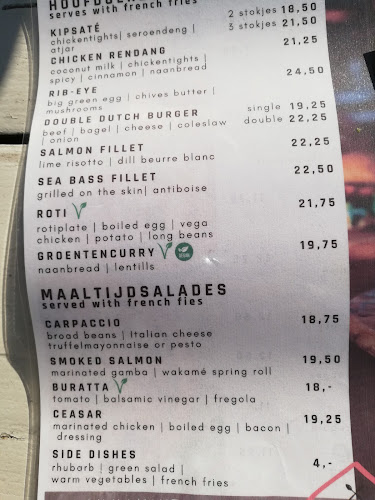 HOOFDGE
serves with french fries
KIPSATÉ 2 stokjes 18,50
chickentights| seroendeng | 3 stokjes 21,50
atjar
CHICKEN RENDANG 21,25
coconut milk | chickentights |
spicy | cinnamon | naanbread
RIB-EYE 24,50
big green egg | chives butter |
mushrooms
DOUBLE DUTCH BURGER single 19,25
beef | bagel | cheese | coleslaw double 22,25
| onion
SALMON FILLET 22,25
lime risotto | dill beurre blanc
SEA BASS FILLET 22,50
grilled on the skin| antiboise
ROTI 21,75
rotiplate | boiled egg | vega
chicken | potato | long beans
GROENTENCURRY 19,75
naanbread | lentills
MAALTIJDSALADES
served with french fies
CARPACCIO 18,75
broad beans | Italian cheese
truffelmayonnaise or pesto
SMOKED SALMON 19,50
marinated gamba | wakamé spring roll
BURATTA 18,-
tomato | balsamic vinegar | fregola
CEASAR 19,25
marinated chicken | boiled egg | bacon |
dressing
SIDE DISHES 4,-
rhuborb | green salad |
warm vegetables | french fries